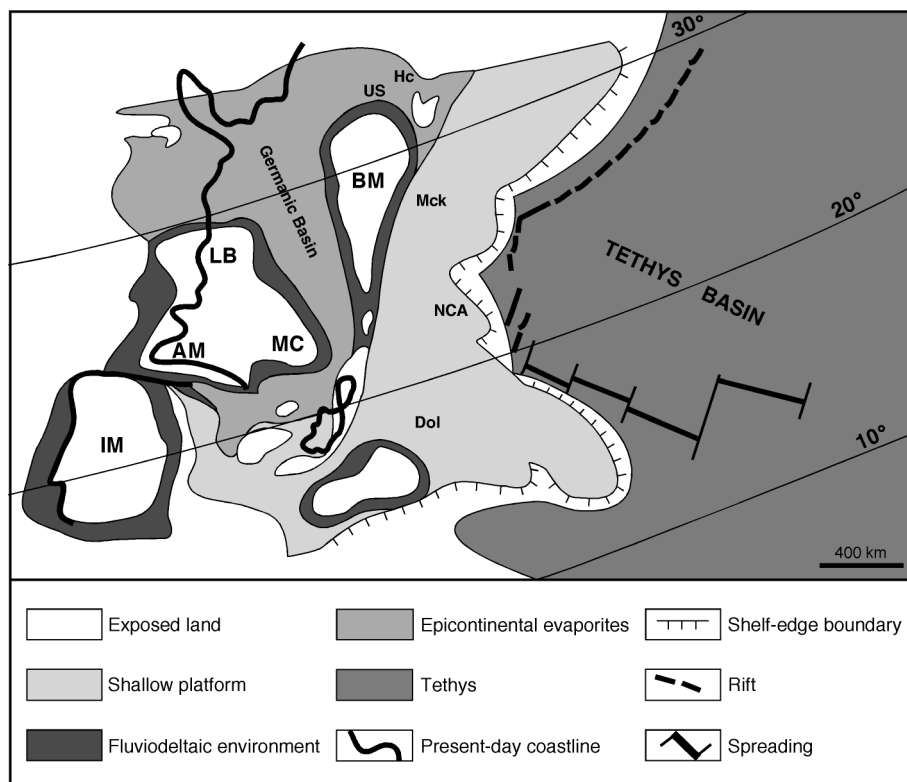 30°
Hc
US
Germanic Basin
BM
Mck
20°
LB
TETHYS BASIN
NCA
AM
MC
IM
Dol
10°
400 km
Exposed land
Epicontinental evaporites
Shelf-edge boundary
Shallow platform
Tethys
Rift
Fluviodeltaic environment
Present-day coastline
Spreading